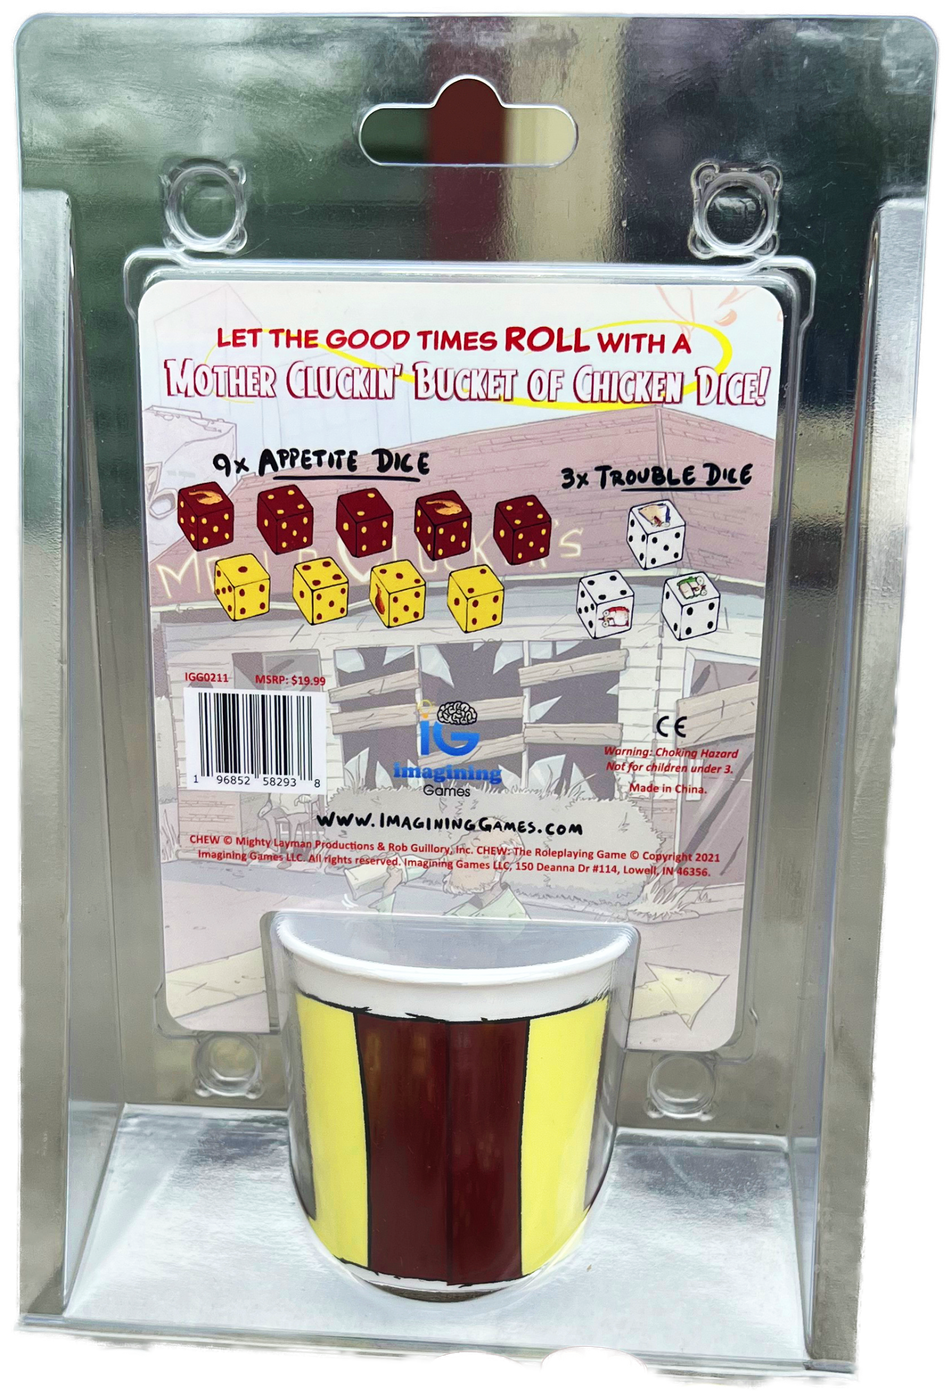 LET THE GOOD TIMES ROLL WITH A
MOTHER CLUCKIN' BUCKET OF CHICKEN DICE!
9x APPETITE DICE
3x TROUBLE DICE
IGG0211 MSRP: $19.99
1 96852 58293 8
iG
imagining
Games
CE
Warning: Choking Hazard
Not for children under 3.
Made in China.
WWW.IMAGININGGAMES.COM
CHEW © Mighty Layman Productions & Rob Guillory, Inc. CHEW: The Roleplaying Game © Copyright 2021
Imagining Games LLC. All rights reserved. Imagining Games LLC, 150 Deanna Dr #114, Lowell, IN 46356.